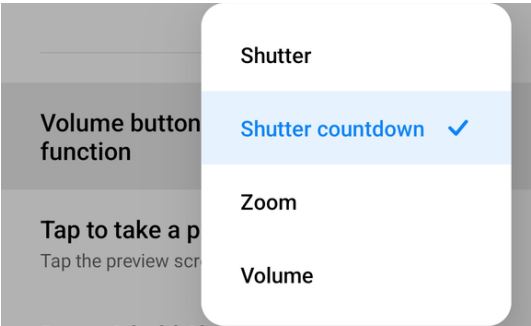 Shutter
Volume button
function
Shutter countdown
Zoom
Tap to take a p
Tap the preview scr
Volume